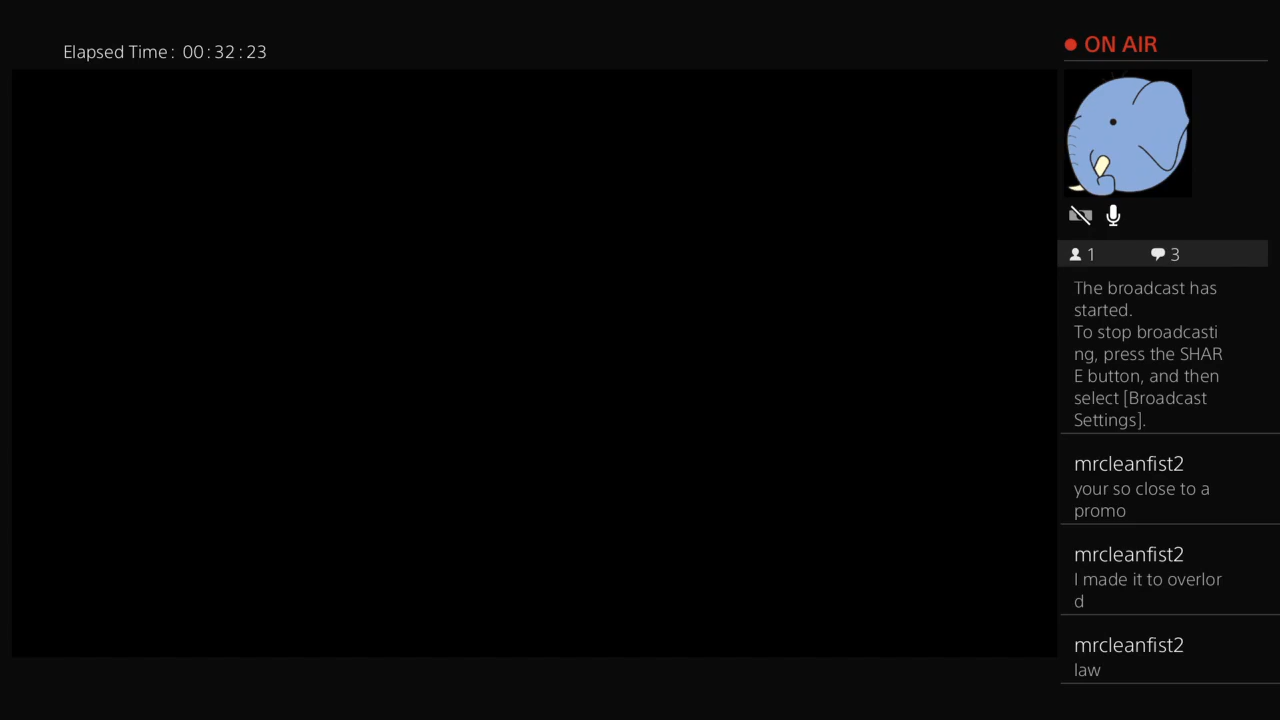 Elapsed Time: 00:32:23
ON AIR
1 3
The broadcast has
started.
To stop broadcasti
ng, press the SHAR
E button, and then
select [Broadcast
Settings].
mrcleanfist2
your so close to a
promo
mrcleanfist2
I made it to overlor
d
mrcleanfist2
law